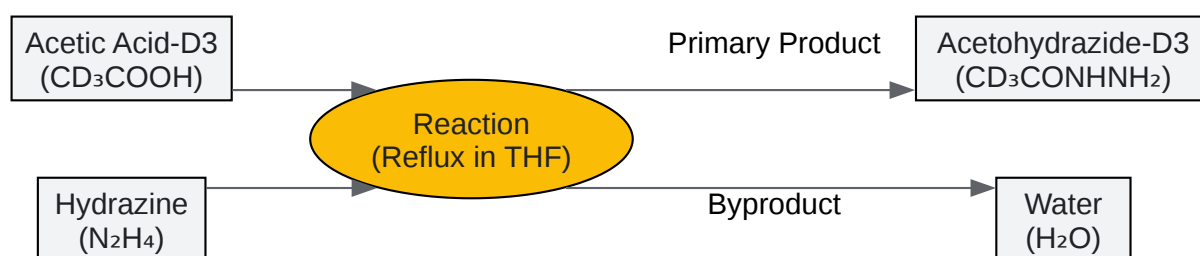 Acetic Acid-D3
(CD₃COOH)
Primary Product
Acetohydrazide-D3
(CD₃CONHNH₂)
Reaction
(Reflux in THF)
Hydrazine
(N₂H₄)
Byproduct
Water
(H₂O)